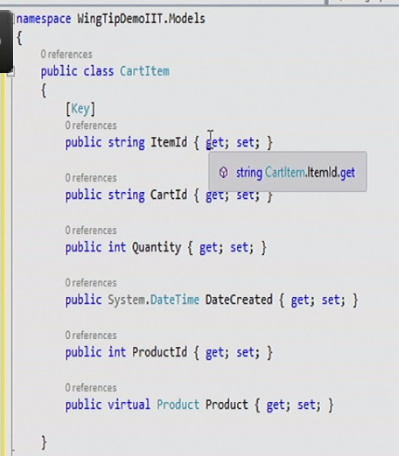 namespace WingTipDemoIIT.Models
{
0 references
public class CartItem
{
[Key]
0 references
public string ItemId { get; set; }
string CartItem.ItemId.get
0 references
public string CartId { get; set; }
0 references
public int Quantity { get; set; }
0 references
public System.DateTime DateCreated { get; set; }
0 references
public int ProductId { get; set; }
0 references
public virtual Product Product { get; set; }
}